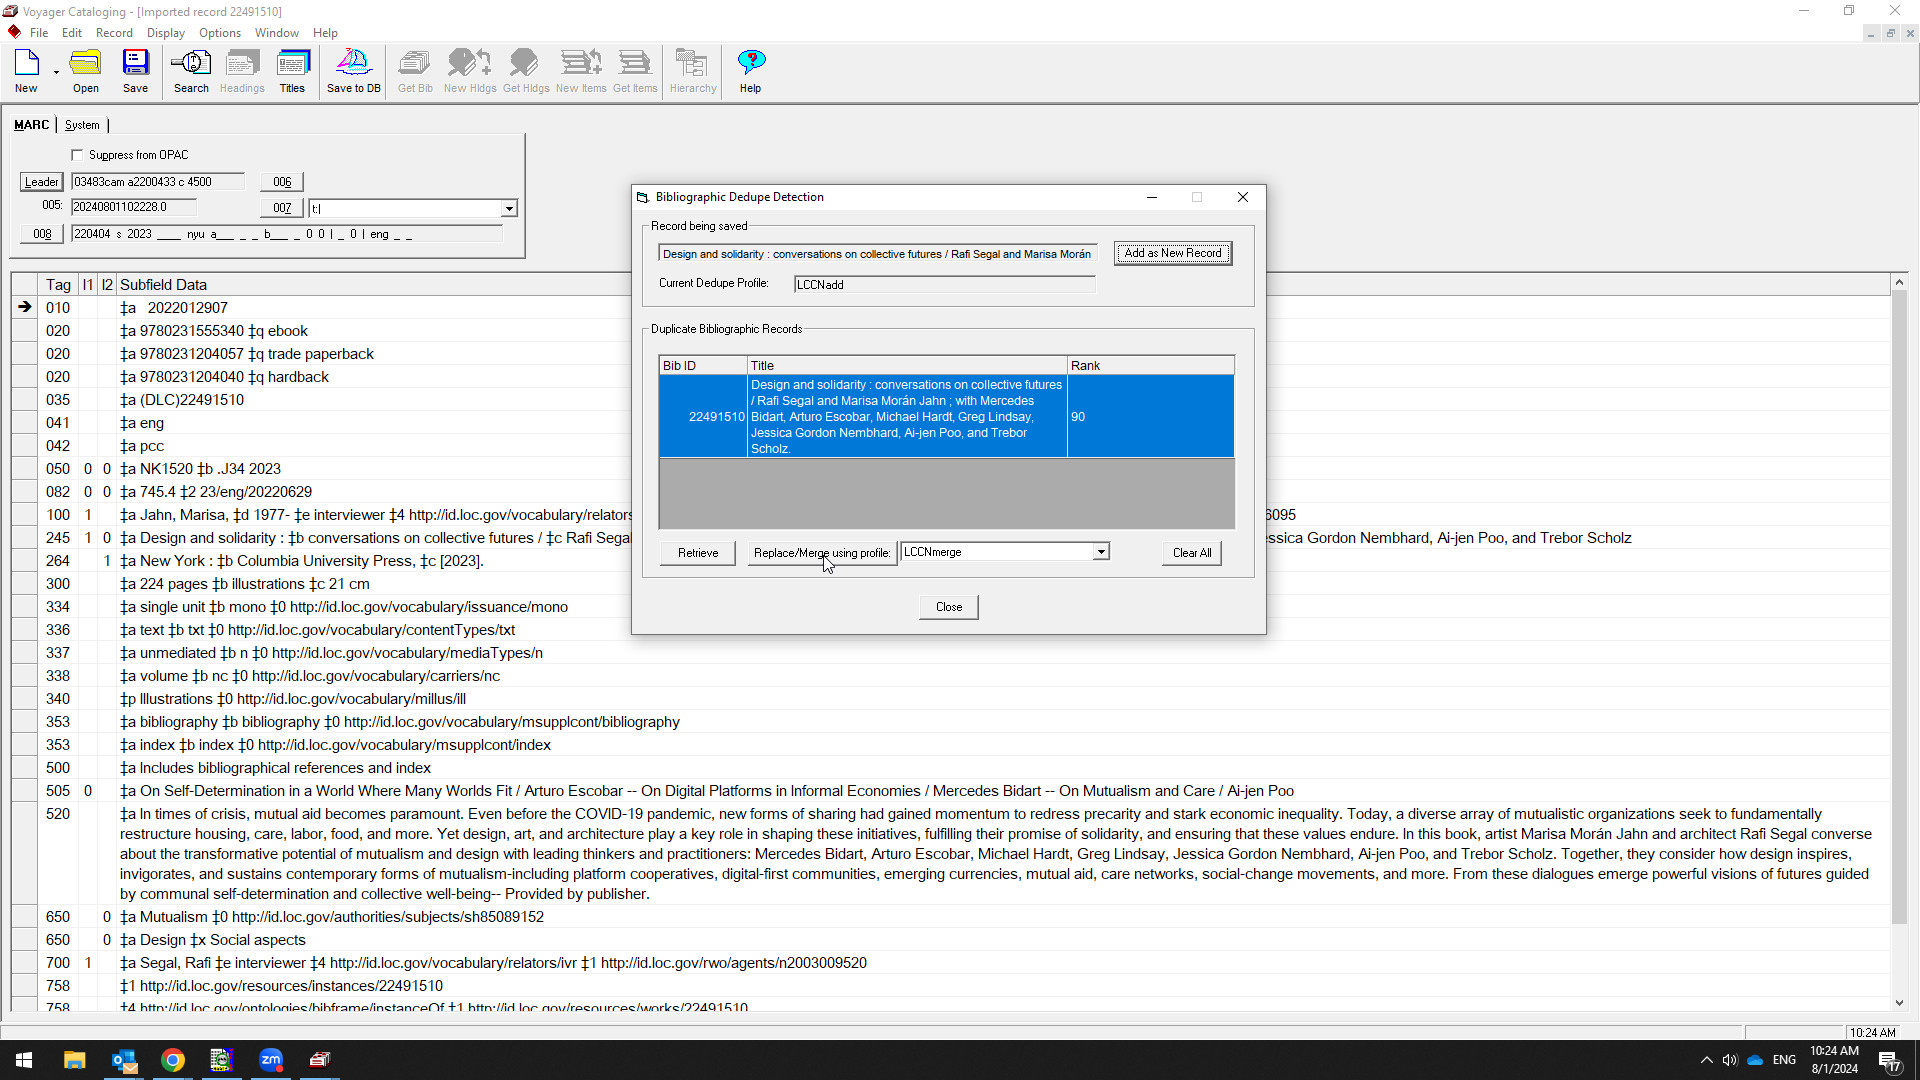 Voyager Cataloging - [Imported record 22491510]
File Edit Record Display Options Window Help
New Open Save Search Headings Titles Save to DB Get Bib New Hldgs Get Hldgs New Items Get Items Hierarchy Help
MARC System
Suppress from OPAC
Leader 03483cam a2200433 c 4500 006
005: 20240801102228.0 007 t:|
008 220404 s 2023 ____ nyu a___ _ _ b___ _ 0 0 | _ 0 | eng _ _
Bibliographic Dedupe Detection
Record being saved
Design and solidarity : conversations on collective futures / Rafi Segal and Marisa Morán
Add as New Record
Current Dedupe Profile: LCCNadd
Duplicate Bibliographic Records
Bib ID Title Rank
Design and solidarity : conversations on collective futures
/ Rafi Segal and Marisa Morán Jahn ; with Mercedes
22491510 Bidart, Arturo Escobar, Michael Hardt, Greg Lindsay, 90
Jessica Gordon Nembhard, Ai-jen Poo, and Trebor
Scholz.
Retrieve Replace/Merge using profile: LCCNmerge Clear All
Close
Tag I1 I2 Subfield Data
010 ‡a 2022012907
020 ‡a 9780231555340 ‡q ebook
020 ‡a 9780231204057 ‡q trade paperback
020 ‡a 9780231204040 ‡q hardback
035 ‡a (DLC)22491510
041 ‡a eng
042 ‡a pcc
050 0 0 ‡a NK1520 ‡b .J34 2023
082 0 0 ‡a 745.4 ‡2 23/eng/20220629
100 1 ‡a Jahn, Marisa, ‡d 1977- ‡e interviewer ‡4 http://id.loc.gov/vocabulary/relators 6095
245 1 0 ‡a Design and solidarity : ‡b conversations on collective futures / ‡c Rafi Segal essica Gordon Nembhard, Ai-jen Poo, and Trebor Scholz
264 1 ‡a New York : ‡b Columbia University Press, ‡c [2023].
300 ‡a 224 pages ‡b illustrations ‡c 21 cm
334 ‡a single unit ‡b mono ‡0 http://id.loc.gov/vocabulary/issuance/mono
336 ‡a text ‡b txt ‡0 http://id.loc.gov/vocabulary/contentTypes/txt
337 ‡a unmediated ‡b n ‡0 http://id.loc.gov/vocabulary/mediaTypes/n
338 ‡a volume ‡b nc ‡0 http://id.loc.gov/vocabulary/carriers/nc
340 ‡p Illustrations ‡0 http://id.loc.gov/vocabulary/millus/ill
353 ‡a bibliography ‡b bibliography ‡0 http://id.loc.gov/vocabulary/msupplcont/bibliography
353 ‡a index ‡b index ‡0 http://id.loc.gov/vocabulary/msupplcont/index
500 ‡a Includes bibliographical references and index
505 0 ‡a On Self-Determination in a World Where Many Worlds Fit / Arturo Escobar -- On Digital Platforms in Informal Economies / Mercedes Bidart -- On Mutualism and Care / Ai-jen Poo
520 ‡a In times of crisis, mutual aid becomes paramount. Even before the COVID-19 pandemic, new forms of sharing had gained momentum to redress precarity and stark economic inequality. Today, a diverse array of mutualistic organizations seek to fundamentally
restructure housing, care, labor, food, and more. Yet design, art, and architecture play a key role in shaping these initiatives, fulfilling their promise of solidarity, and ensuring that these values endure. In this book, artist Marisa Morán Jahn and architect Rafi Segal converse
about the transformative potential of mutualism and design with leading thinkers and practitioners: Mercedes Bidart, Arturo Escobar, Michael Hardt, Greg Lindsay, Jessica Gordon Nembhard, Ai-jen Poo, and Trebor Scholz. Together, they consider how design inspires,
invigorates, and sustains contemporary forms of mutualism-including platform cooperatives, digital-first communities, emerging currencies, mutual aid, care networks, social-change movements, and more. From these dialogues emerge powerful visions of futures guided
by communal self-determination and collective well-being-- Provided by publisher.
650 0 ‡a Mutualism ‡0 http://id.loc.gov/authorities/subjects/sh85089152
650 0 ‡a Design ‡x Social aspects
700 1 ‡a Segal, Rafi ‡e interviewer ‡4 http://id.loc.gov/vocabulary/relators/ivr ‡1 http://id.loc.gov/rwo/agents/n2003009520
758 ‡1 http://id.loc.gov/resources/instances/22491510
758 ‡4 http://id.loc.gov/ontologies/bibframe/instanceOf ‡1 http://id.loc.gov/resources/works/22491510
10:24 AM
zm ENG 10:24 AM
8/1/2024
17